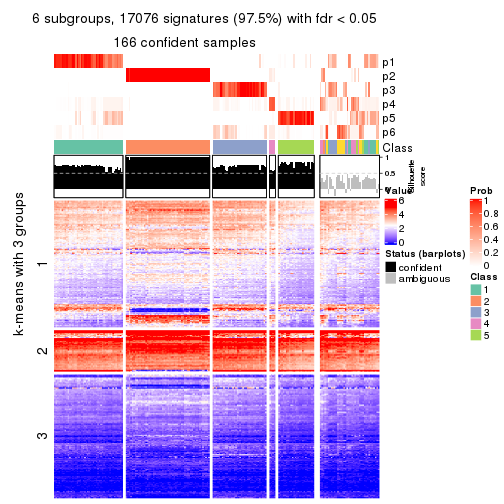 6 subgroups, 17076 signatures (97.5%) with fdr < 0.05
166 confident samples
p1
p2
p3
p4
p5
p6
Class
1
0.5
0
Silhouette
score
k-means with 3 groups
1
2
3
Value
6
4
2
0
Status (barplots)
confident
ambiguous
Prob
1
0.8
0.6
0.4
0.2
0
Class
1
2
3
4
5